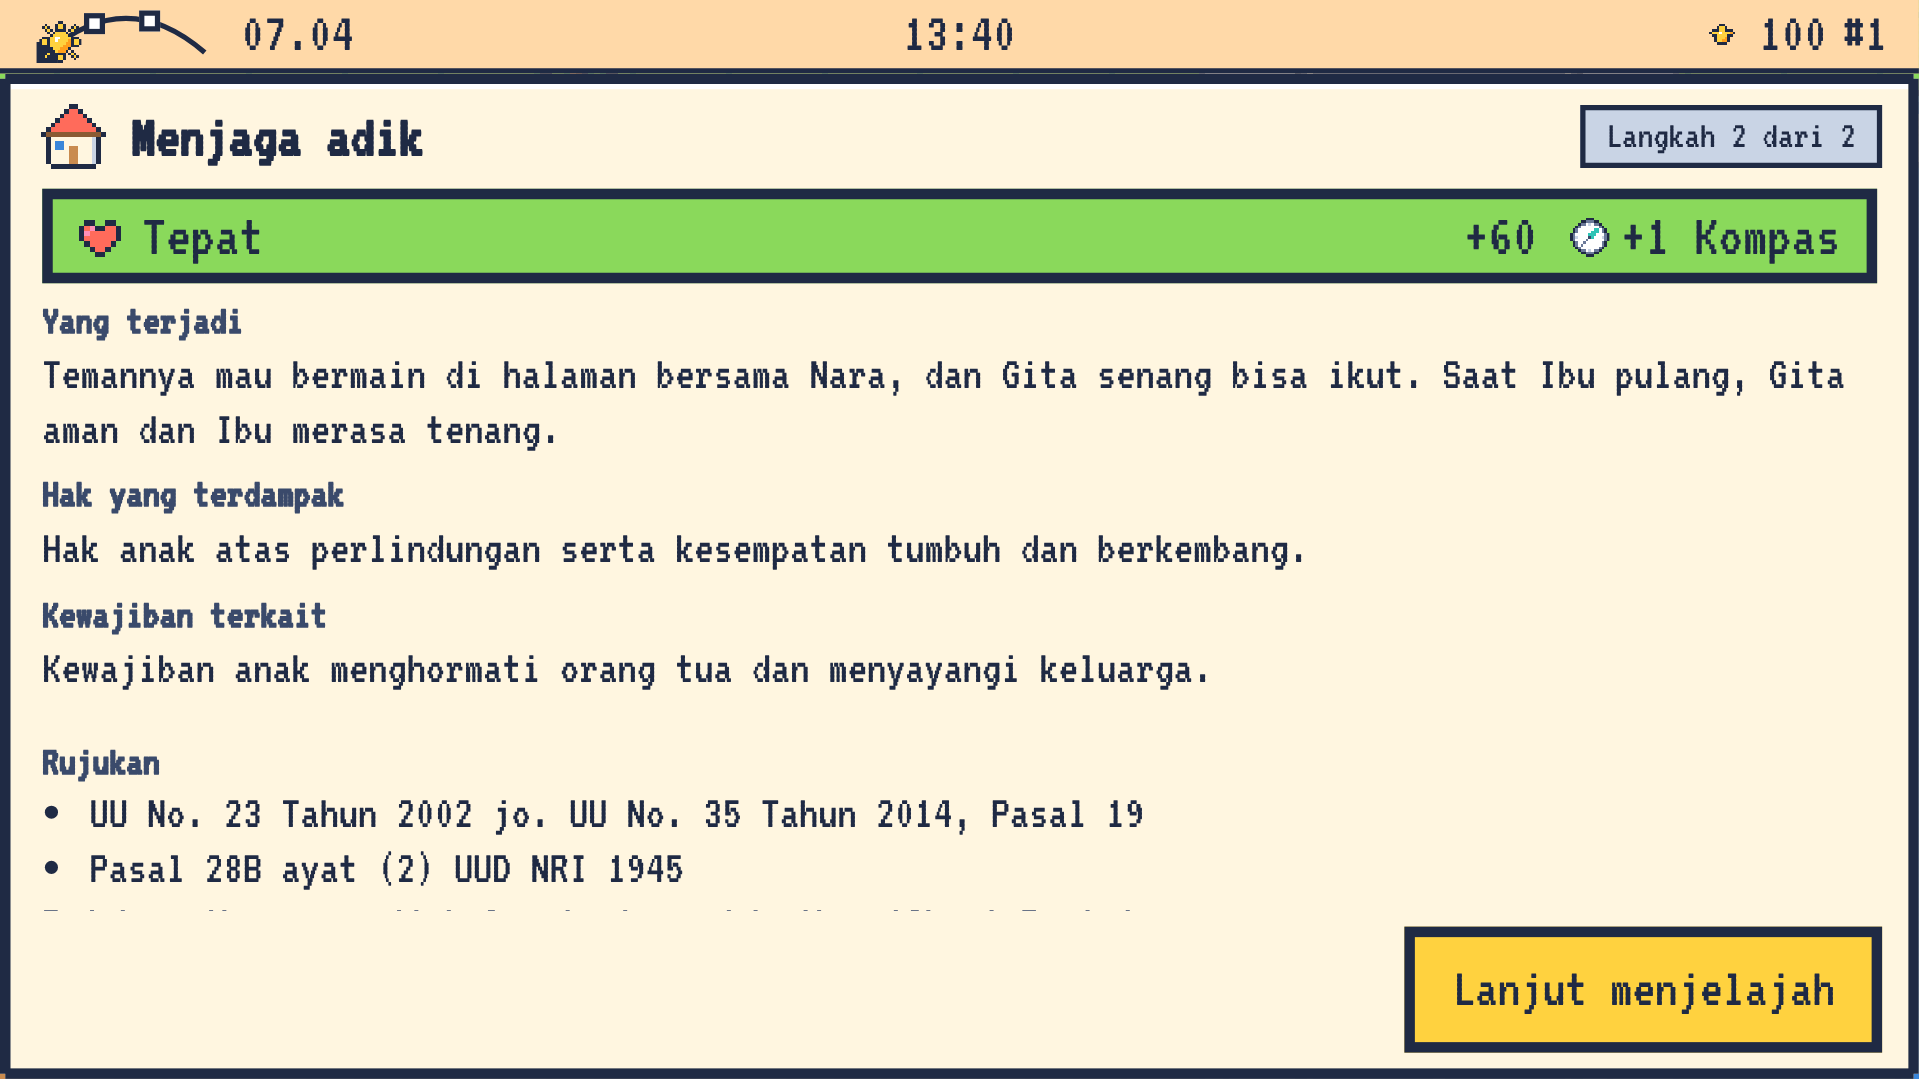 07.04
13:40
100 #1
Menjaga adik
Langkah 2 dari 2
Tepat
+60 +1 Kompas
Yang terjadi
Temannya mau bermain di halaman bersama Nara, dan Gita senang bisa ikut. Saat Ibu pulang, Gita
aman dan Ibu merasa tenang.
Hak yang terdampak
Hak anak atas perlindungan serta kesempatan tumbuh dan berkembang.
Kewajiban terkait
Kewajiban anak menghormati orang tua dan menyayangi keluarga.
Rujukan
• UU No. 23 Tahun 2002 jo. UU No. 35 Tahun 2014, Pasal 19
• Pasal 28B ayat (2) UUD NRI 1945
Lanjut menjelajah